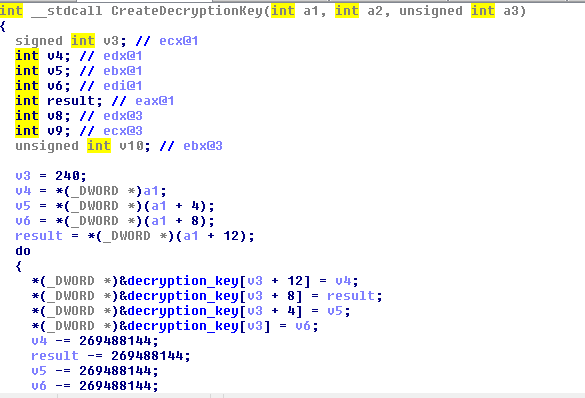 int __stdcall CreateDecryptionKey(int a1, int a2, unsigned int a3)
{
signed int v3; // ecx@1
int v4; // edx@1
int v5; // ebx@1
int v6; // edi@1
int result; // eax@1
int v8; // edx@3
int v9; // ecx@3
unsigned int v10; // ebx@3
v3 = 240;
v4 = *(_DWORD *)a1;
v5 = *(_DWORD *)(a1 + 4);
v6 = *(_DWORD *)(a1 + 8);
result = *(_DWORD *)(a1 + 12);
do
{
*(_DWORD *)&decryption_key[v3 + 12] = v4;
*(_DWORD *)&decryption_key[v3 + 8] = result;
*(_DWORD *)&decryption_key[v3 + 4] = v5;
*(_DWORD *)&decryption_key[v3] = v6;
v4 -= 269488144;
result -= 269488144;
v5 -= 269488144;
v6 -= 269488144;